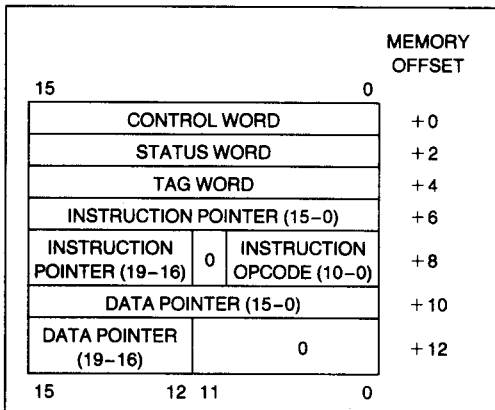 MEMORY
OFFSET
15 0
CONTROL WORD +0
STATUS WORD +2
TAG WORD +4
INSTRUCTION POINTER (15–0) +6
INSTRUCTION POINTER (19–16) 0 INSTRUCTION OPCODE (10–0) +8
DATA POINTER (15–0) +10
DATA POINTER (19–16) 0 +12
15 12 11 0